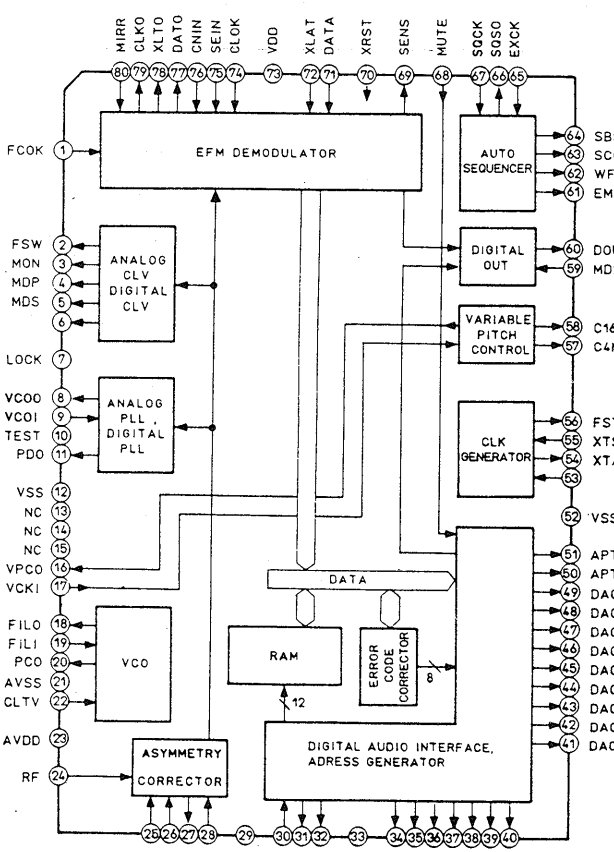 MIRR CLKO XLTO DATO CNIN SEIN CLOK VDD XLAT DATA XRST SENS MUTE SQCK SQSO EXCK
80 79 78 77 76 75 74 73 72 71 70 69 68 67 66 65
FCOK 1
EFM DEMODULATOR
AUTO
SEQUENCER
64 SB
63 SC
62 WF
61 EM
FSW 2
MON 3
MDP 4
MDS 5
6
ANALOG
CLV
DIGITAL
CLV
DIGITAL
OUT
60 DOU
59 MD
VARIABLE
PITCH
CONTROL
58 C16
57 C4M
LOCK 7
VCOO 8
VCOI 9
TEST 10
PDO 11
ANALOG
PLL,
DIGITAL
PLL
CLK
GENERATOR
56 FST
55 XTS
54 XTA
53
VSS 12
NC 13
NC 14
NC 15
VPCO 16
VCKI 17
52 VSS
51 APT
50 APT
49 DAC
48 DAC
47 DAC
46 DAC
45 DAC
44 DAC
43 DAC
42 DAC
41 DAC
DATA
FILO 18
FiLI 19
PCO 20
AVSS 21
CLTV 22
VCO
RAM
ERROR
CODE
CORRECTOR
8
12
AVDD 23
RF 24
ASYMMETRY
CORRECTOR
DIGITAL AUDIO INTERFACE,
ADRESS GENERATOR
25 26 27 28 29 30 31 32 33 34 35 36 37 38 39 40